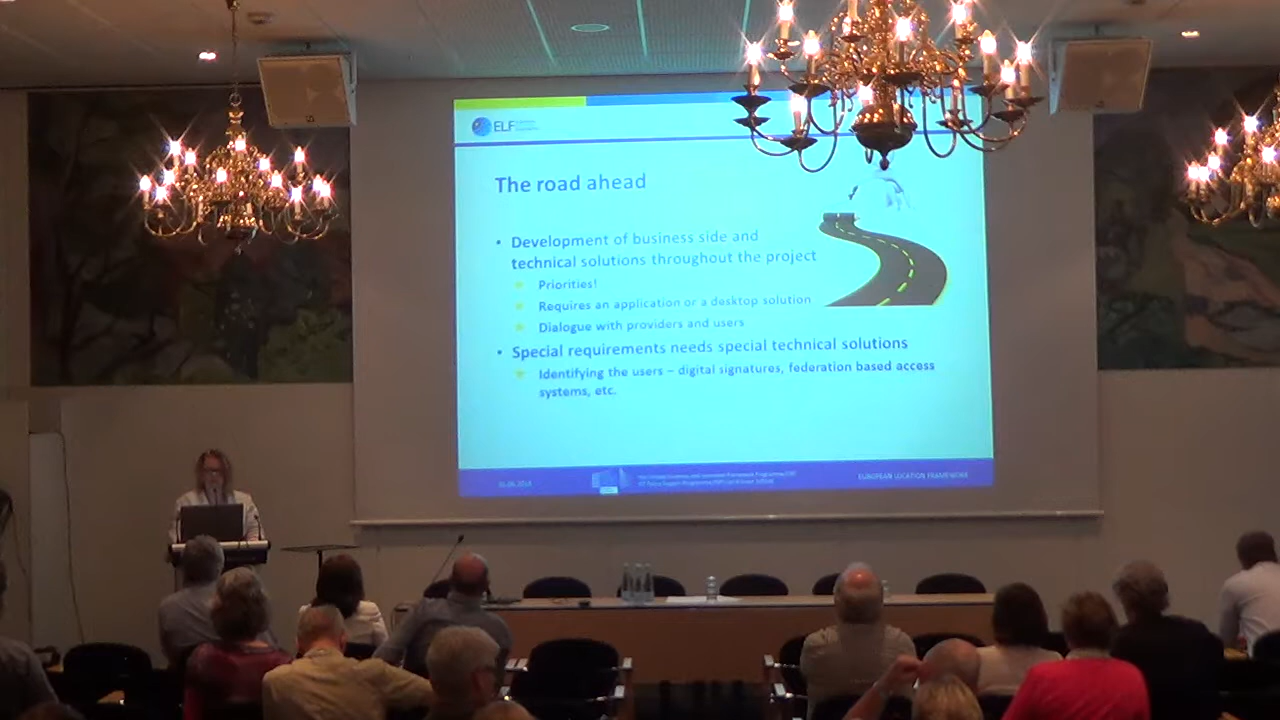 ELF
The road ahead
• Development of business side and
technical solutions throughout the project
Priorities!
Requires an application or a desktop solution
Dialogue with providers and users
• Special requirements needs special technical solutions
Identifying the users – digital signatures, federation based access
systems, etc.
EUROPEAN LOCATION FRAMEWORK